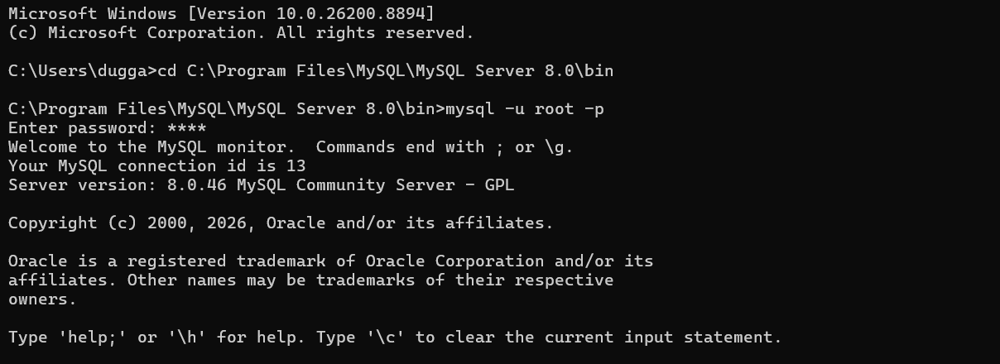 Microsoft Windows [Version 10.0.26200.8894]
(c) Microsoft Corporation. All rights reserved.
C:\Users\dugga>cd C:\Program Files\MySQL\MySQL Server 8.0\bin
C:\Program Files\MySQL\MySQL Server 8.0\bin>mysql -u root -p
Enter password: ****
Welcome to the MySQL monitor.  Commands end with ; or \g.
Your MySQL connection id is 13
Server version: 8.0.46 MySQL Community Server - GPL
Copyright (c) 2000, 2026, Oracle and/or its affiliates.
Oracle is a registered trademark of Oracle Corporation and/or its
affiliates. Other names may be trademarks of their respective
owners.
Type 'help;' or '\h' for help. Type '\c' to clear the current input statement.